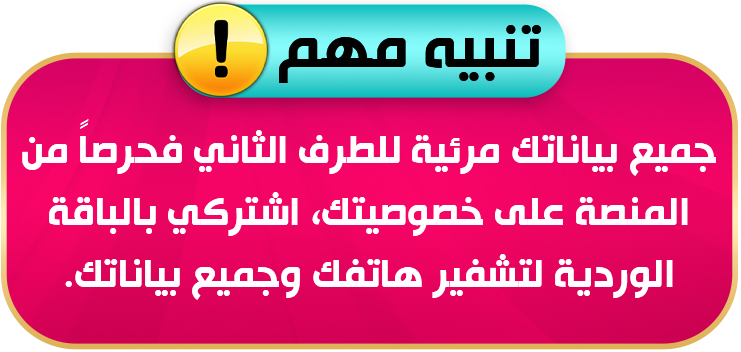 تنبيه مهم !
جميع بياناتك مرئية للطرف الثاني فحرصاً من
المنصة على خصوصيتك، اشتركي بالباقة
الوردية لتشفير هاتفك وجميع بياناتك.